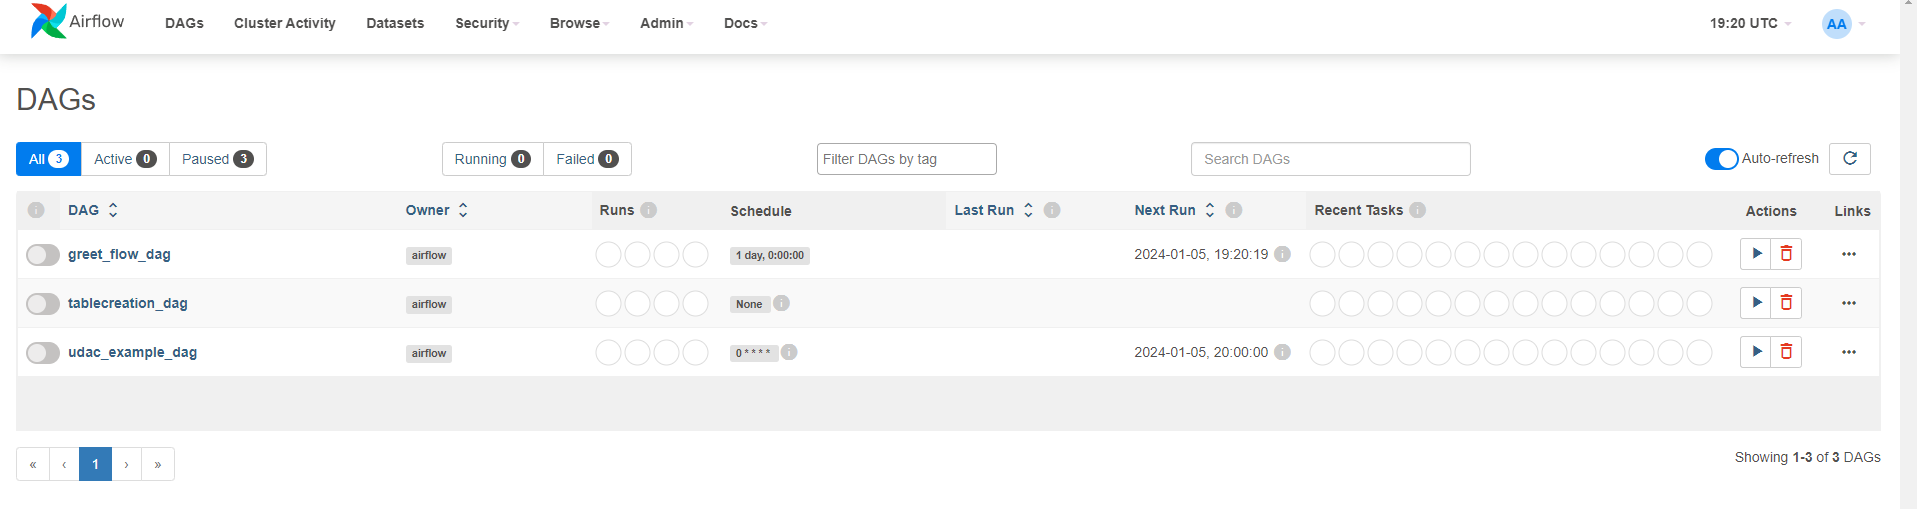 Airflow DAGs Cluster Activity Datasets Security Browse Admin Docs 19:20 UTC AA
DAGs
All 3 Active 0 Paused 3 Running 0 Failed 0 Filter DAGs by tag Search DAGs Auto-refresh
i DAG Owner Runs i Schedule Last Run i Next Run i Recent Tasks i Actions Links
greet_flow_dag airflow 1 day, 0:00:00 2024-01-05, 19:20:19 i ...
tablecreation_dag airflow None i ...
udac_example_dag airflow 0 * * * * i 2024-01-05, 20:00:00 i ...
« ‹ 1 › » Showing 1-3 of 3 DAGs